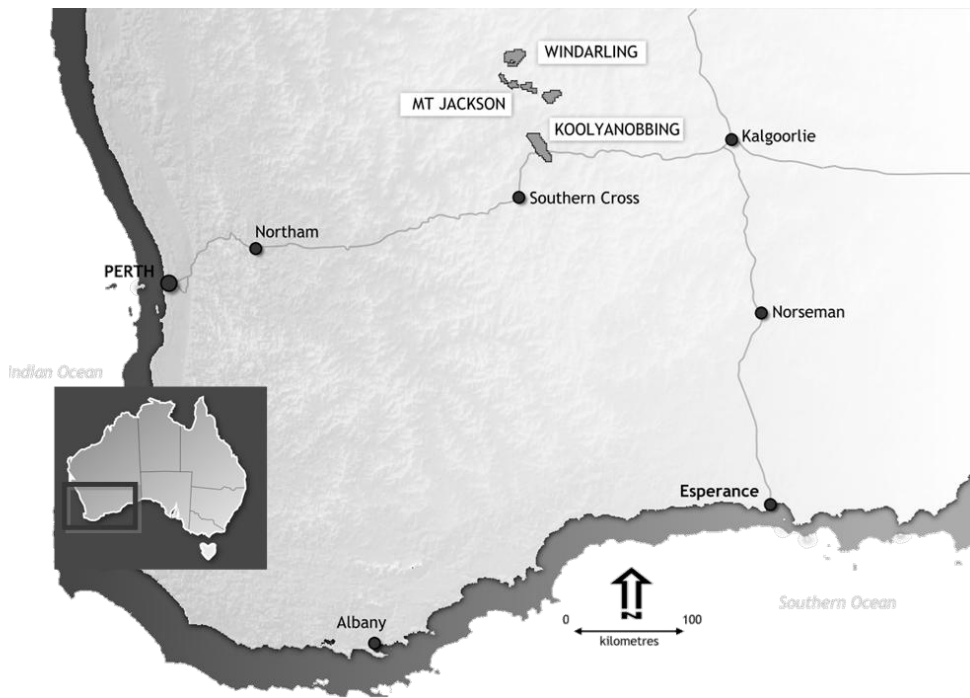 WINDARLING
MT JACKSON
KOOLYANOBBING
Kalgoorlie
Southern Cross
Northam
PERTH
Norseman
Indian Ocean
Esperance
Southern Ocean
N
0 100
kilometres
Albany